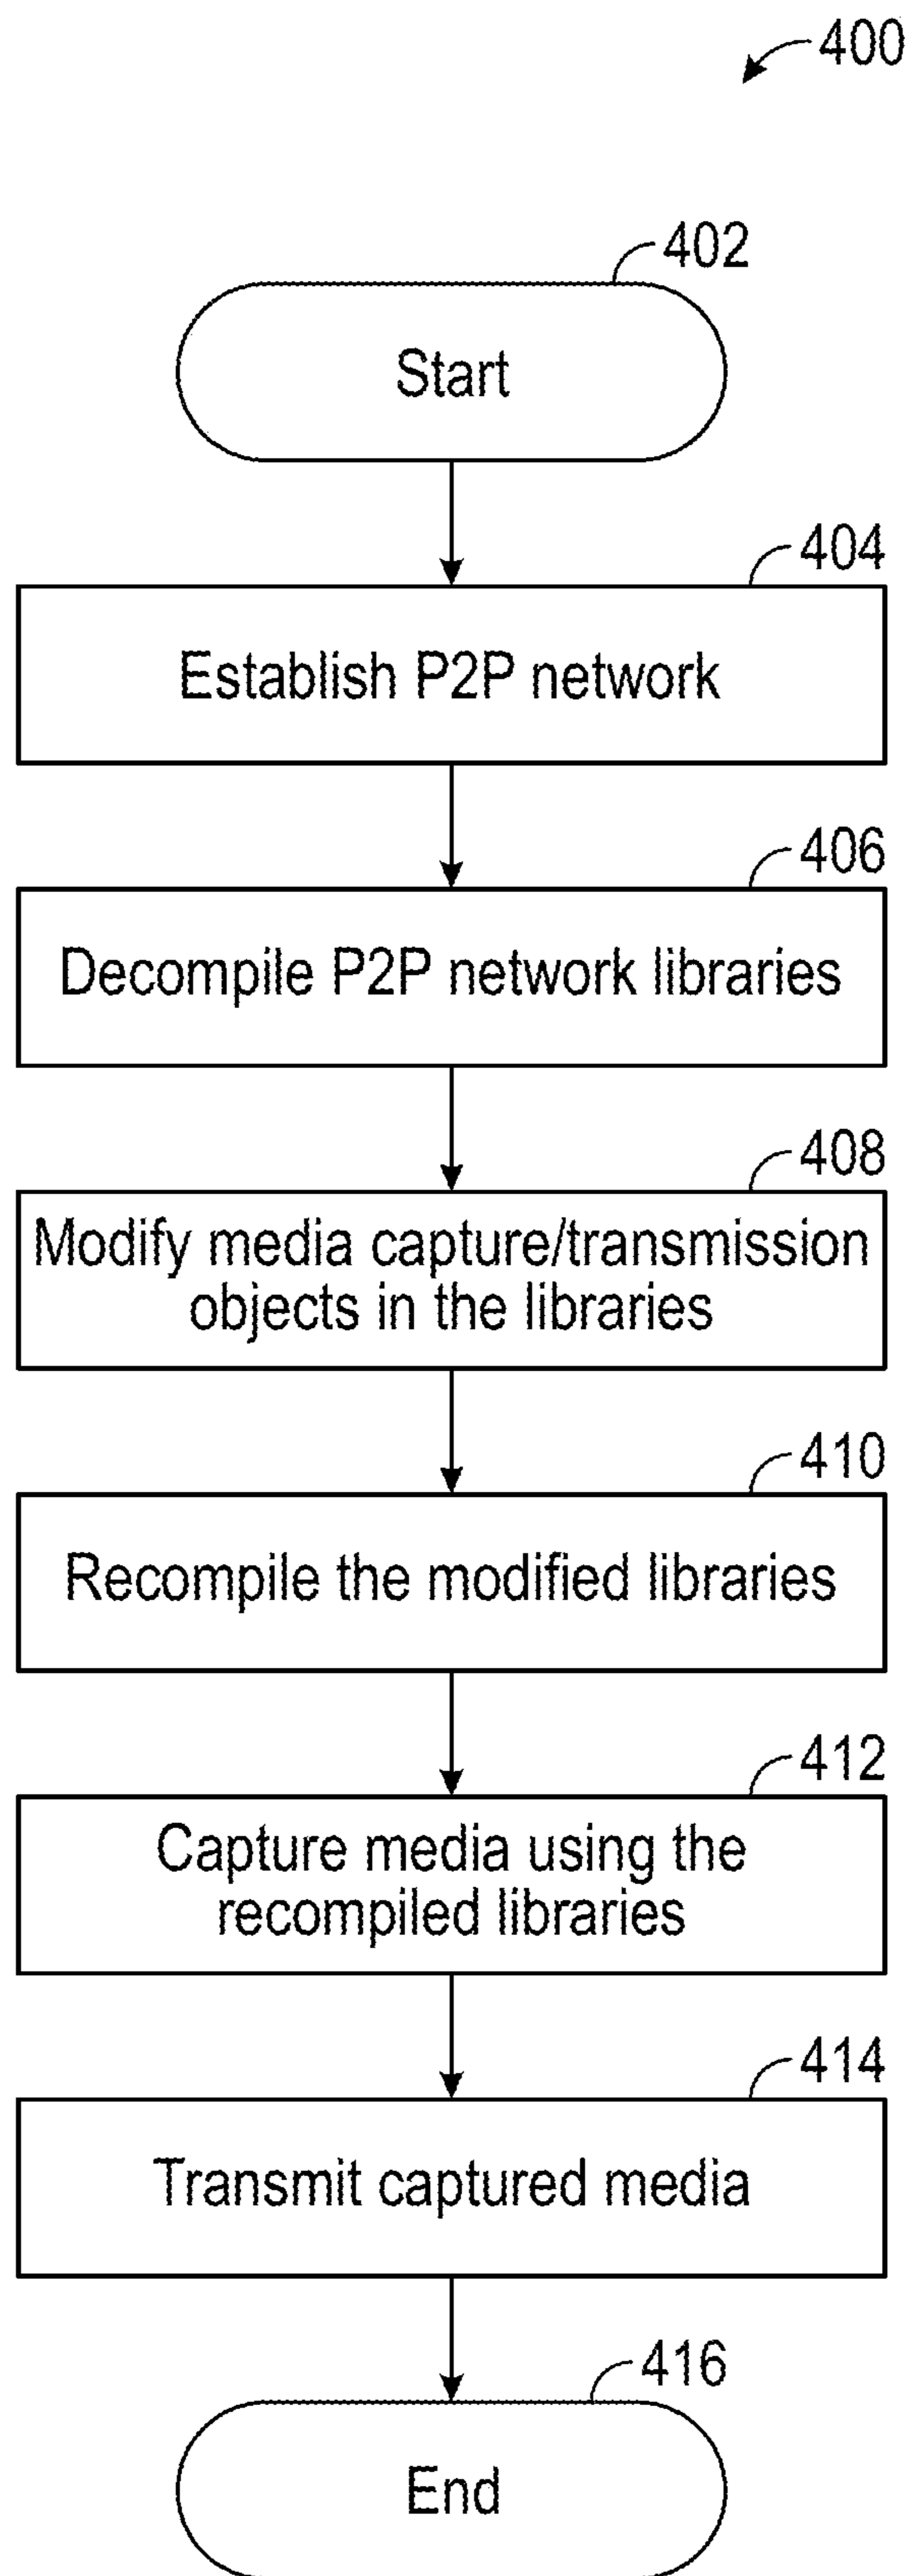 400
402
Start
404
Establish P2P network
406
Decompile P2P network libraries
408
Modify media capture/transmission
objects in the libraries
410
Recompile the modified libraries
412
Capture media using the
recompiled libraries
414
Transmit captured media
416
End